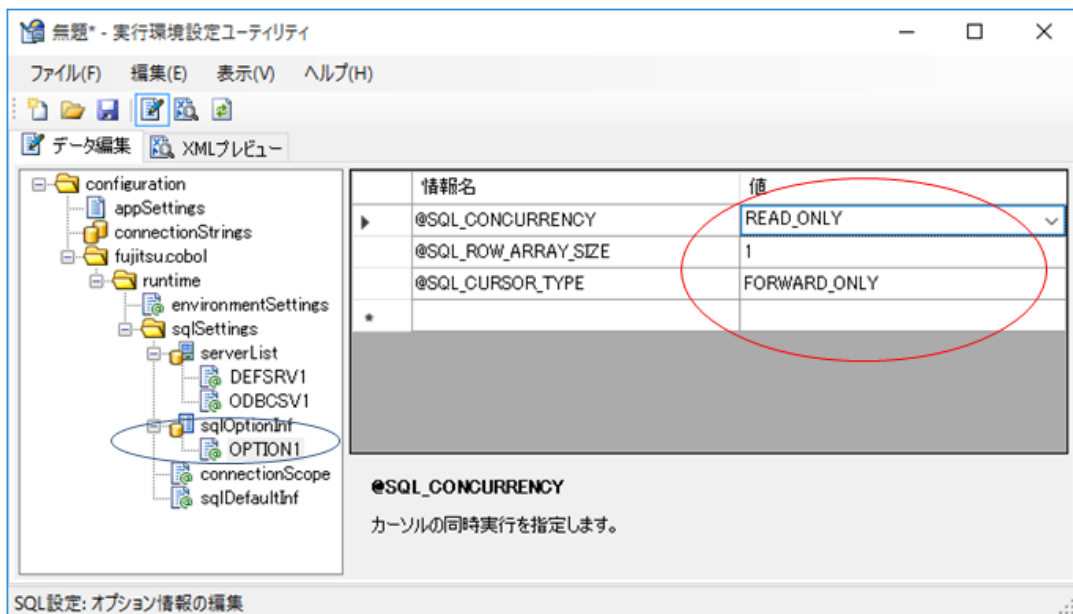 無題* - 実行環境設定ユーティリティ
ファイル(F) 編集(E) 表示(V) ヘルプ(H)
データ編集 XMLプレビュー
configuration
appSettings
connectionStrings
fujitsu.cobol
runtime
environmentSettings
sqlSettings
serverList
DEFSRV1
ODBCSV1
sqlOptionInf
OPTION1
connectionScope
sqlDefaultInf
情報名 値
@SQL_CONCURRENCY READ_ONLY
@SQL_ROW_ARRAY_SIZE 1
@SQL_CURSOR_TYPE FORWARD_ONLY
@SQL_CONCURRENCY
カーソルの同時実行を指定します。
SQL設定: オプション情報の編集